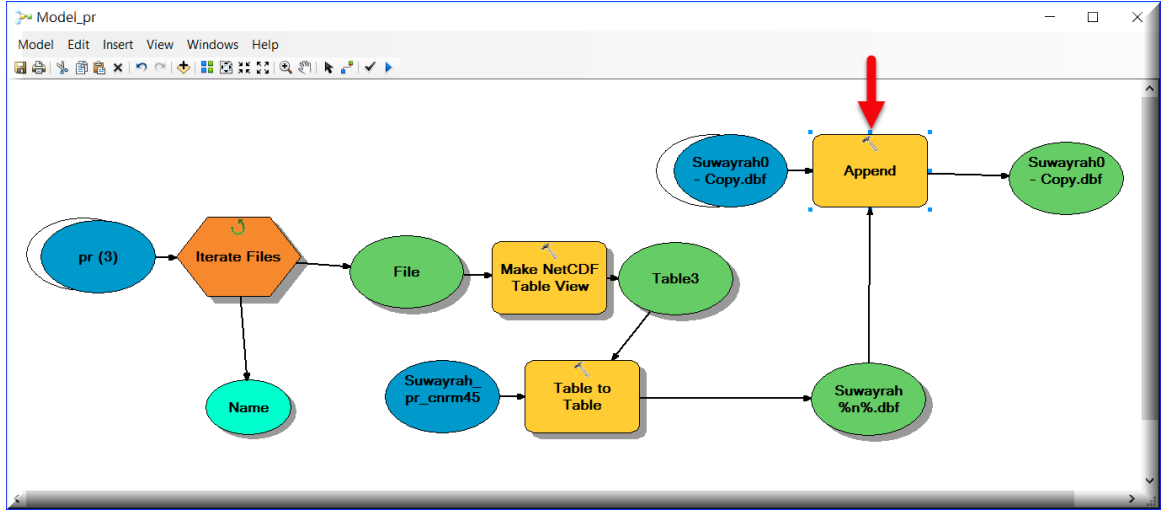 Model_pr
Model Edit Insert View Windows Help
Suwayrah0
- Copy.dbf
Append
Suwayrah0
- Copy.dbf
pr (3)
Iterate Files
File
Make NetCDF
Table View
Table3
Name
Suwayrah_
pr_cnrm45
Table to
Table
Suwayrah
%n%.dbf